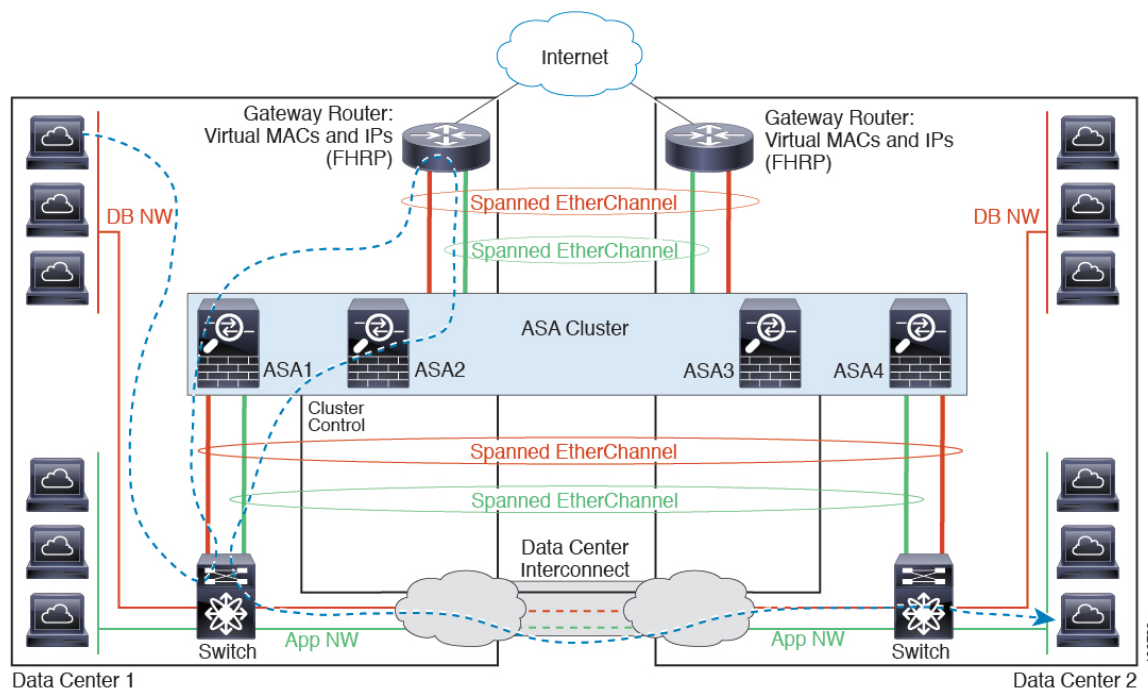 Internet
Gateway Router:
Virtual MACs and IPs
(FHRP)
Gateway Router:
Virtual MACs and IPs
(FHRP)
DB NW
Spanned EtherChannel
DB NW
Spanned EtherChannel
ASA Cluster
ASA1
ASA2
ASA3
ASA4
Cluster
Control
Spanned EtherChannel
Spanned EtherChannel
Data Center
Interconnect
App NW
App NW
Switch
Switch
Data Center 1
Data Center 2